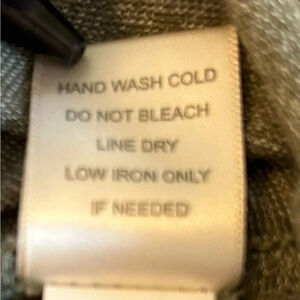 HAND WASH COLD
DO NOT BLEACH
LINE DRY
LOW IRON ONLY
IF NEEDED